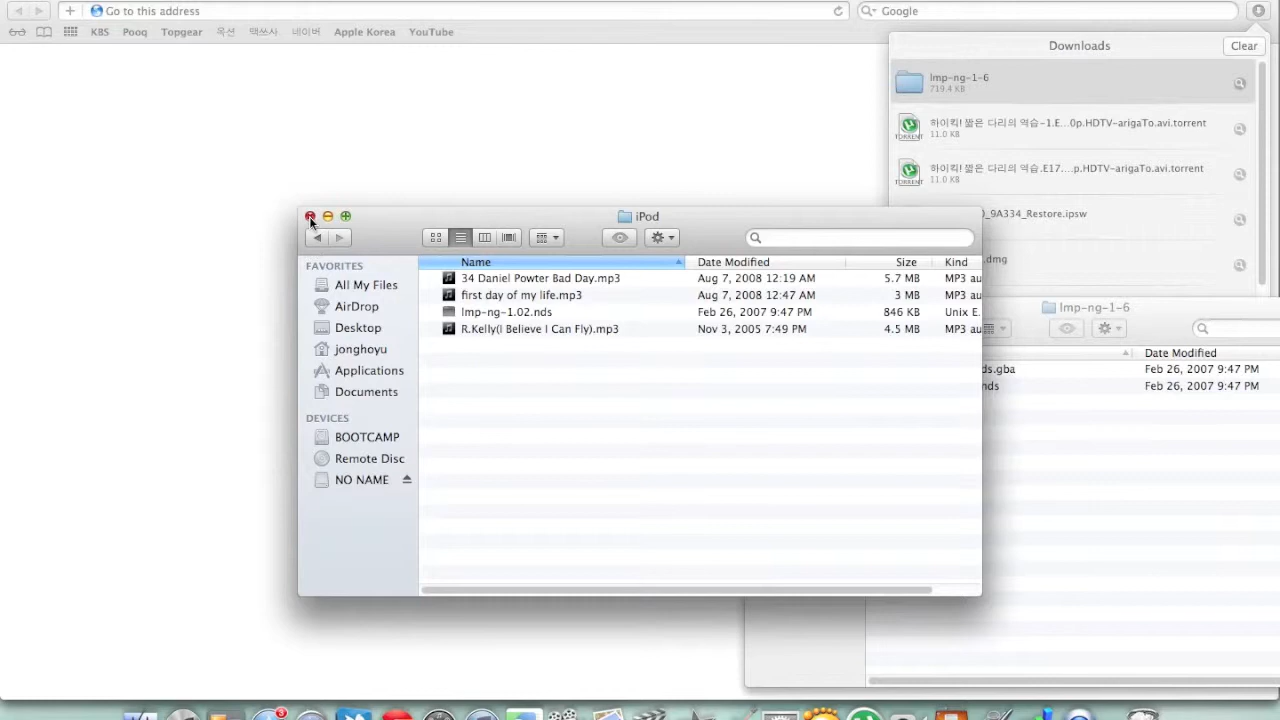 Go to this address
Google
KBS Pooq Topgear 옥션 맥쓰사 네이버 Apple Korea YouTube
Downloads
Clear
lmp-ng-1-6
719.4 KB
하이킥! 짧은 다리의 역습-1.E...0p.HDTV-arigaTo.avi.torrent
11.0 KB
TORRENT
하이킥! 짧은 다리의 역습.E17....p.HDTV-arigaTo.avi.torrent
11.0 KB
TORRENT
0_9A334_Restore.ipsw
.dmg
iPod
FAVORITES
All My Files
AirDrop
Desktop
jonghoyu
Applications
Documents
DEVICES
BOOTCAMP
Remote Disc
NO NAME
Name Date Modified Size Kind
34 Daniel Powter Bad Day.mp3 Aug 7, 2008 12:19 AM 5.7 MB MP3 au
first day of my life.mp3 Aug 7, 2008 12:47 AM 3 MB MP3 au
lmp-ng-1.02.nds Feb 26, 2007 9:47 PM 846 KB Unix E
R.Kelly(I Believe I Can Fly).mp3 Nov 3, 2005 7:49 PM 4.5 MB MP3 au
lmp-ng-1-6
Date Modified
ds.gba Feb 26, 2007 9:47 PM
nds Feb 26, 2007 9:47 PM
8